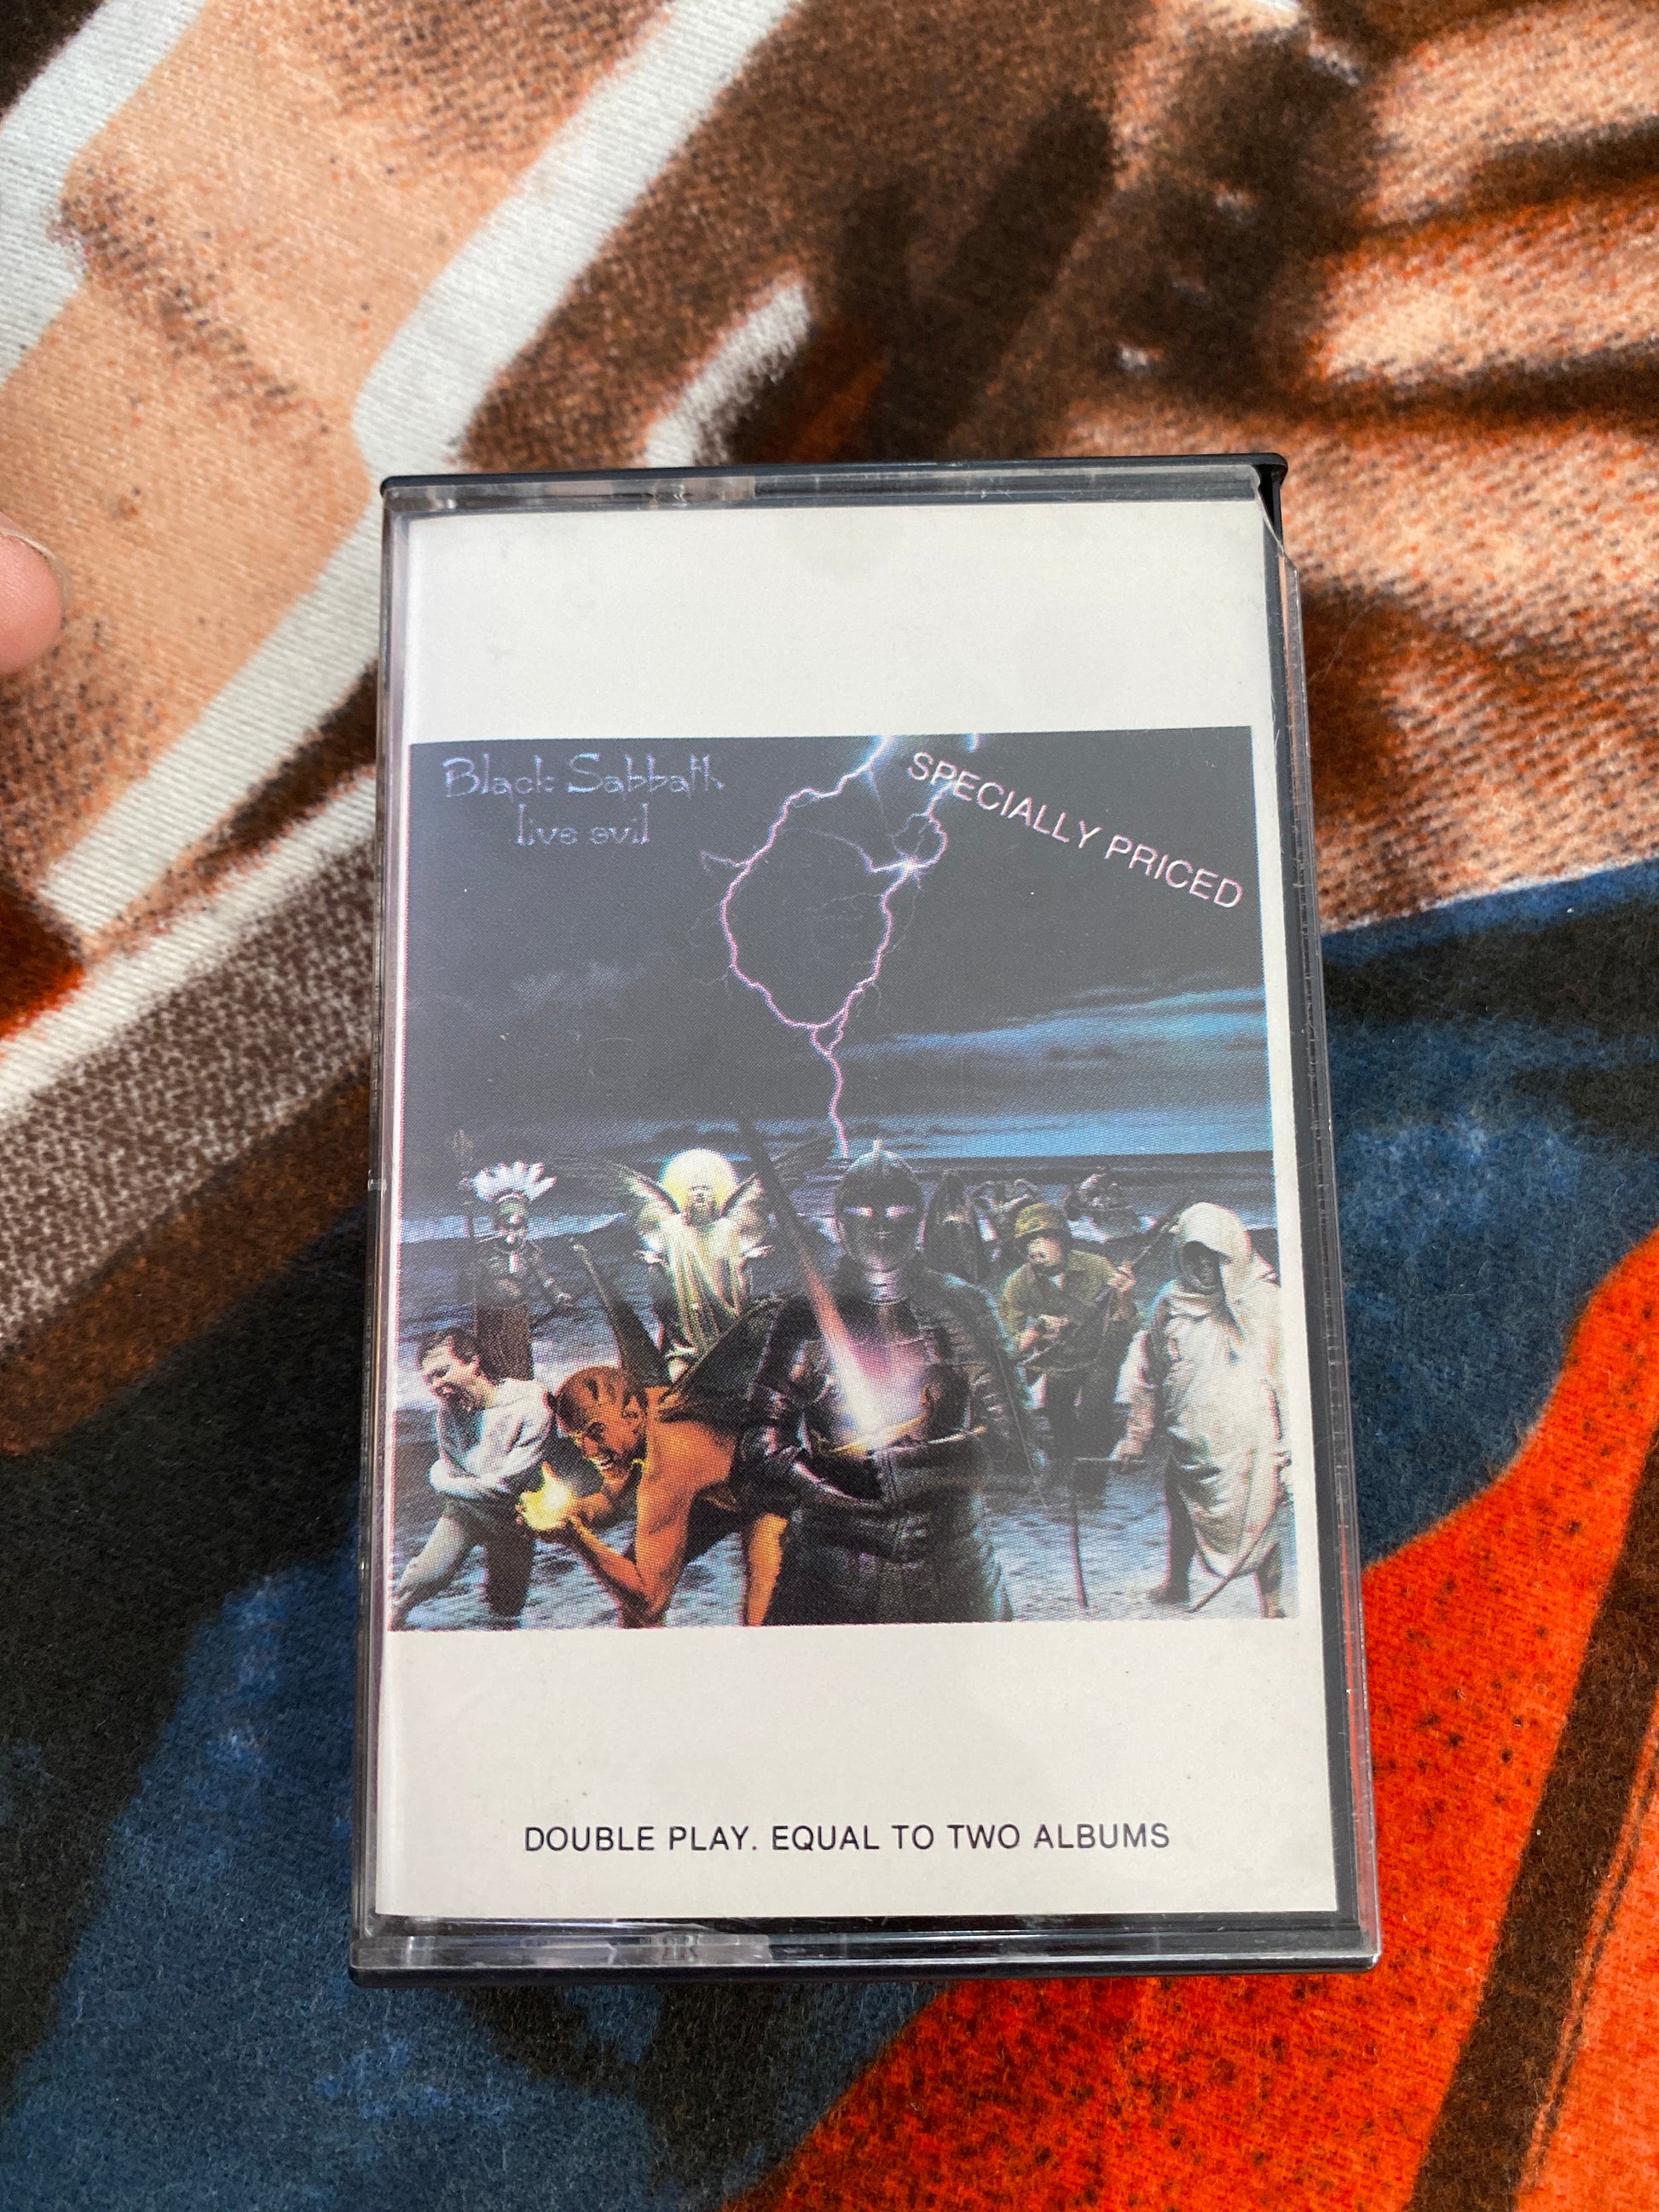 Black Sabbath
live evil
SPECIALLY PRICED
DOUBLE PLAY. EQUAL TO TWO ALBUMS